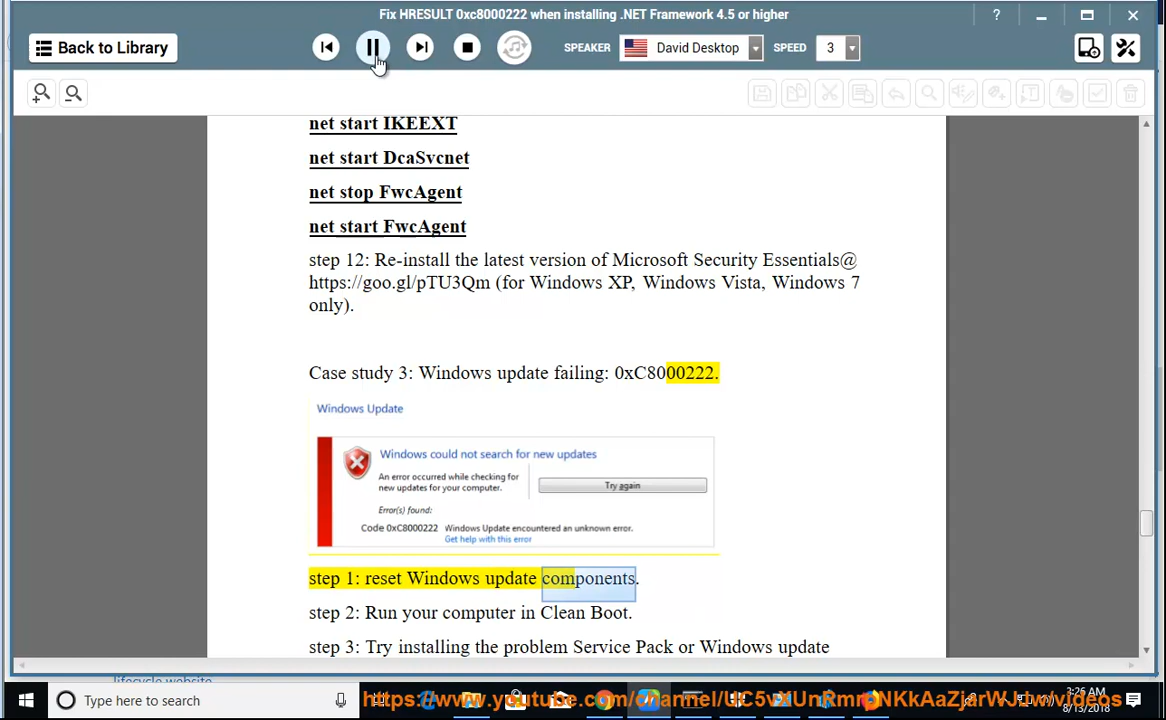 Fix HRESULT 0xc8000222 when installing .NET Framework 4.5 or higher
Back to Library
SPEAKER
David Desktop
SPEED
3
net start IKEEXT
net start DcaSvcnet
net stop FwcAgent
net start FwcAgent
step 12: Re-install the latest version of Microsoft Security Essentials@
https://goo.gl/pTU3Qm (for Windows XP, Windows Vista, Windows 7
only).
Case study 3: Windows update failing: 0xC8000222.
Windows Update
Windows could not search for new updates
An error occurred while checking for
new updates for your computer.
Try again
Error(s) found:
Code 0xC8000222 Windows Update encountered an unknown error.
Get help with this error
step 1: reset Windows update components.
step 2: Run your computer in Clean Boot.
step 3: Try installing the problem Service Pack or Windows update
lifecycle website
Type here to search
3:26 AM
8/13/2018